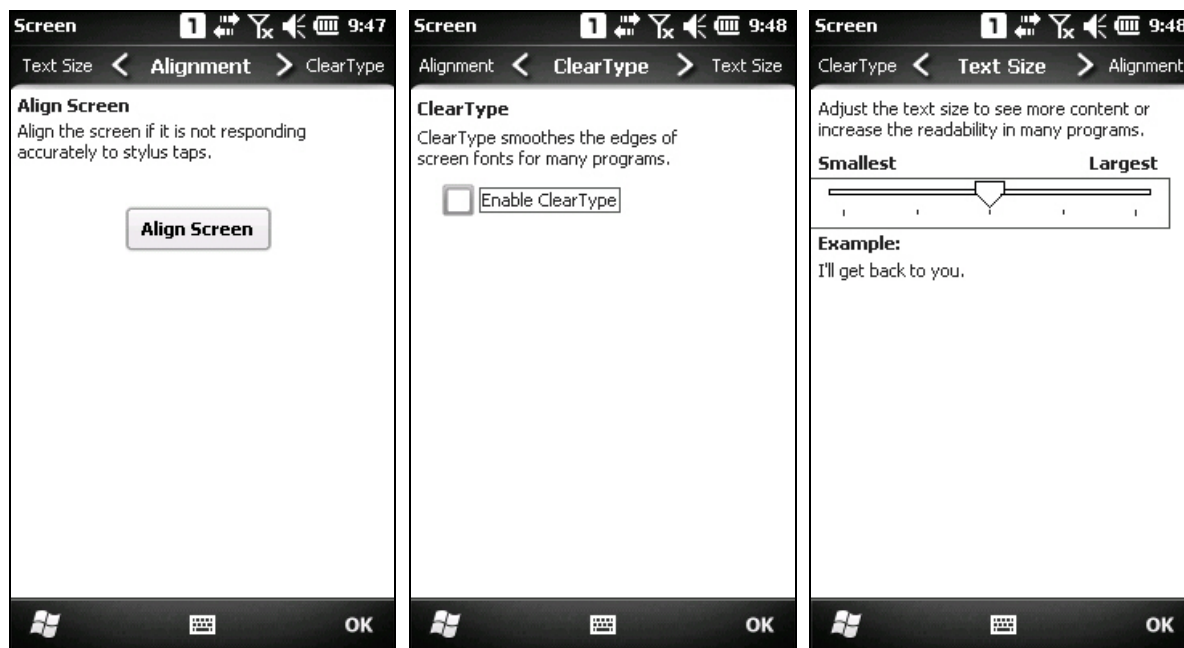 Screen 1 9:47
Text Size < Alignment > ClearType
Align Screen
Align the screen if it is not responding
accurately to stylus taps.
Align Screen
OK
Screen 1 9:48
Alignment < ClearType > Text Size
ClearType
ClearType smoothes the edges of
screen fonts for many programs.
Enable ClearType
OK
Screen 1 9:48
ClearType < Text Size > Alignment
Adjust the text size to see more content or
increase the readability in many programs.
Smallest Largest
Example:
I'll get back to you.
OK